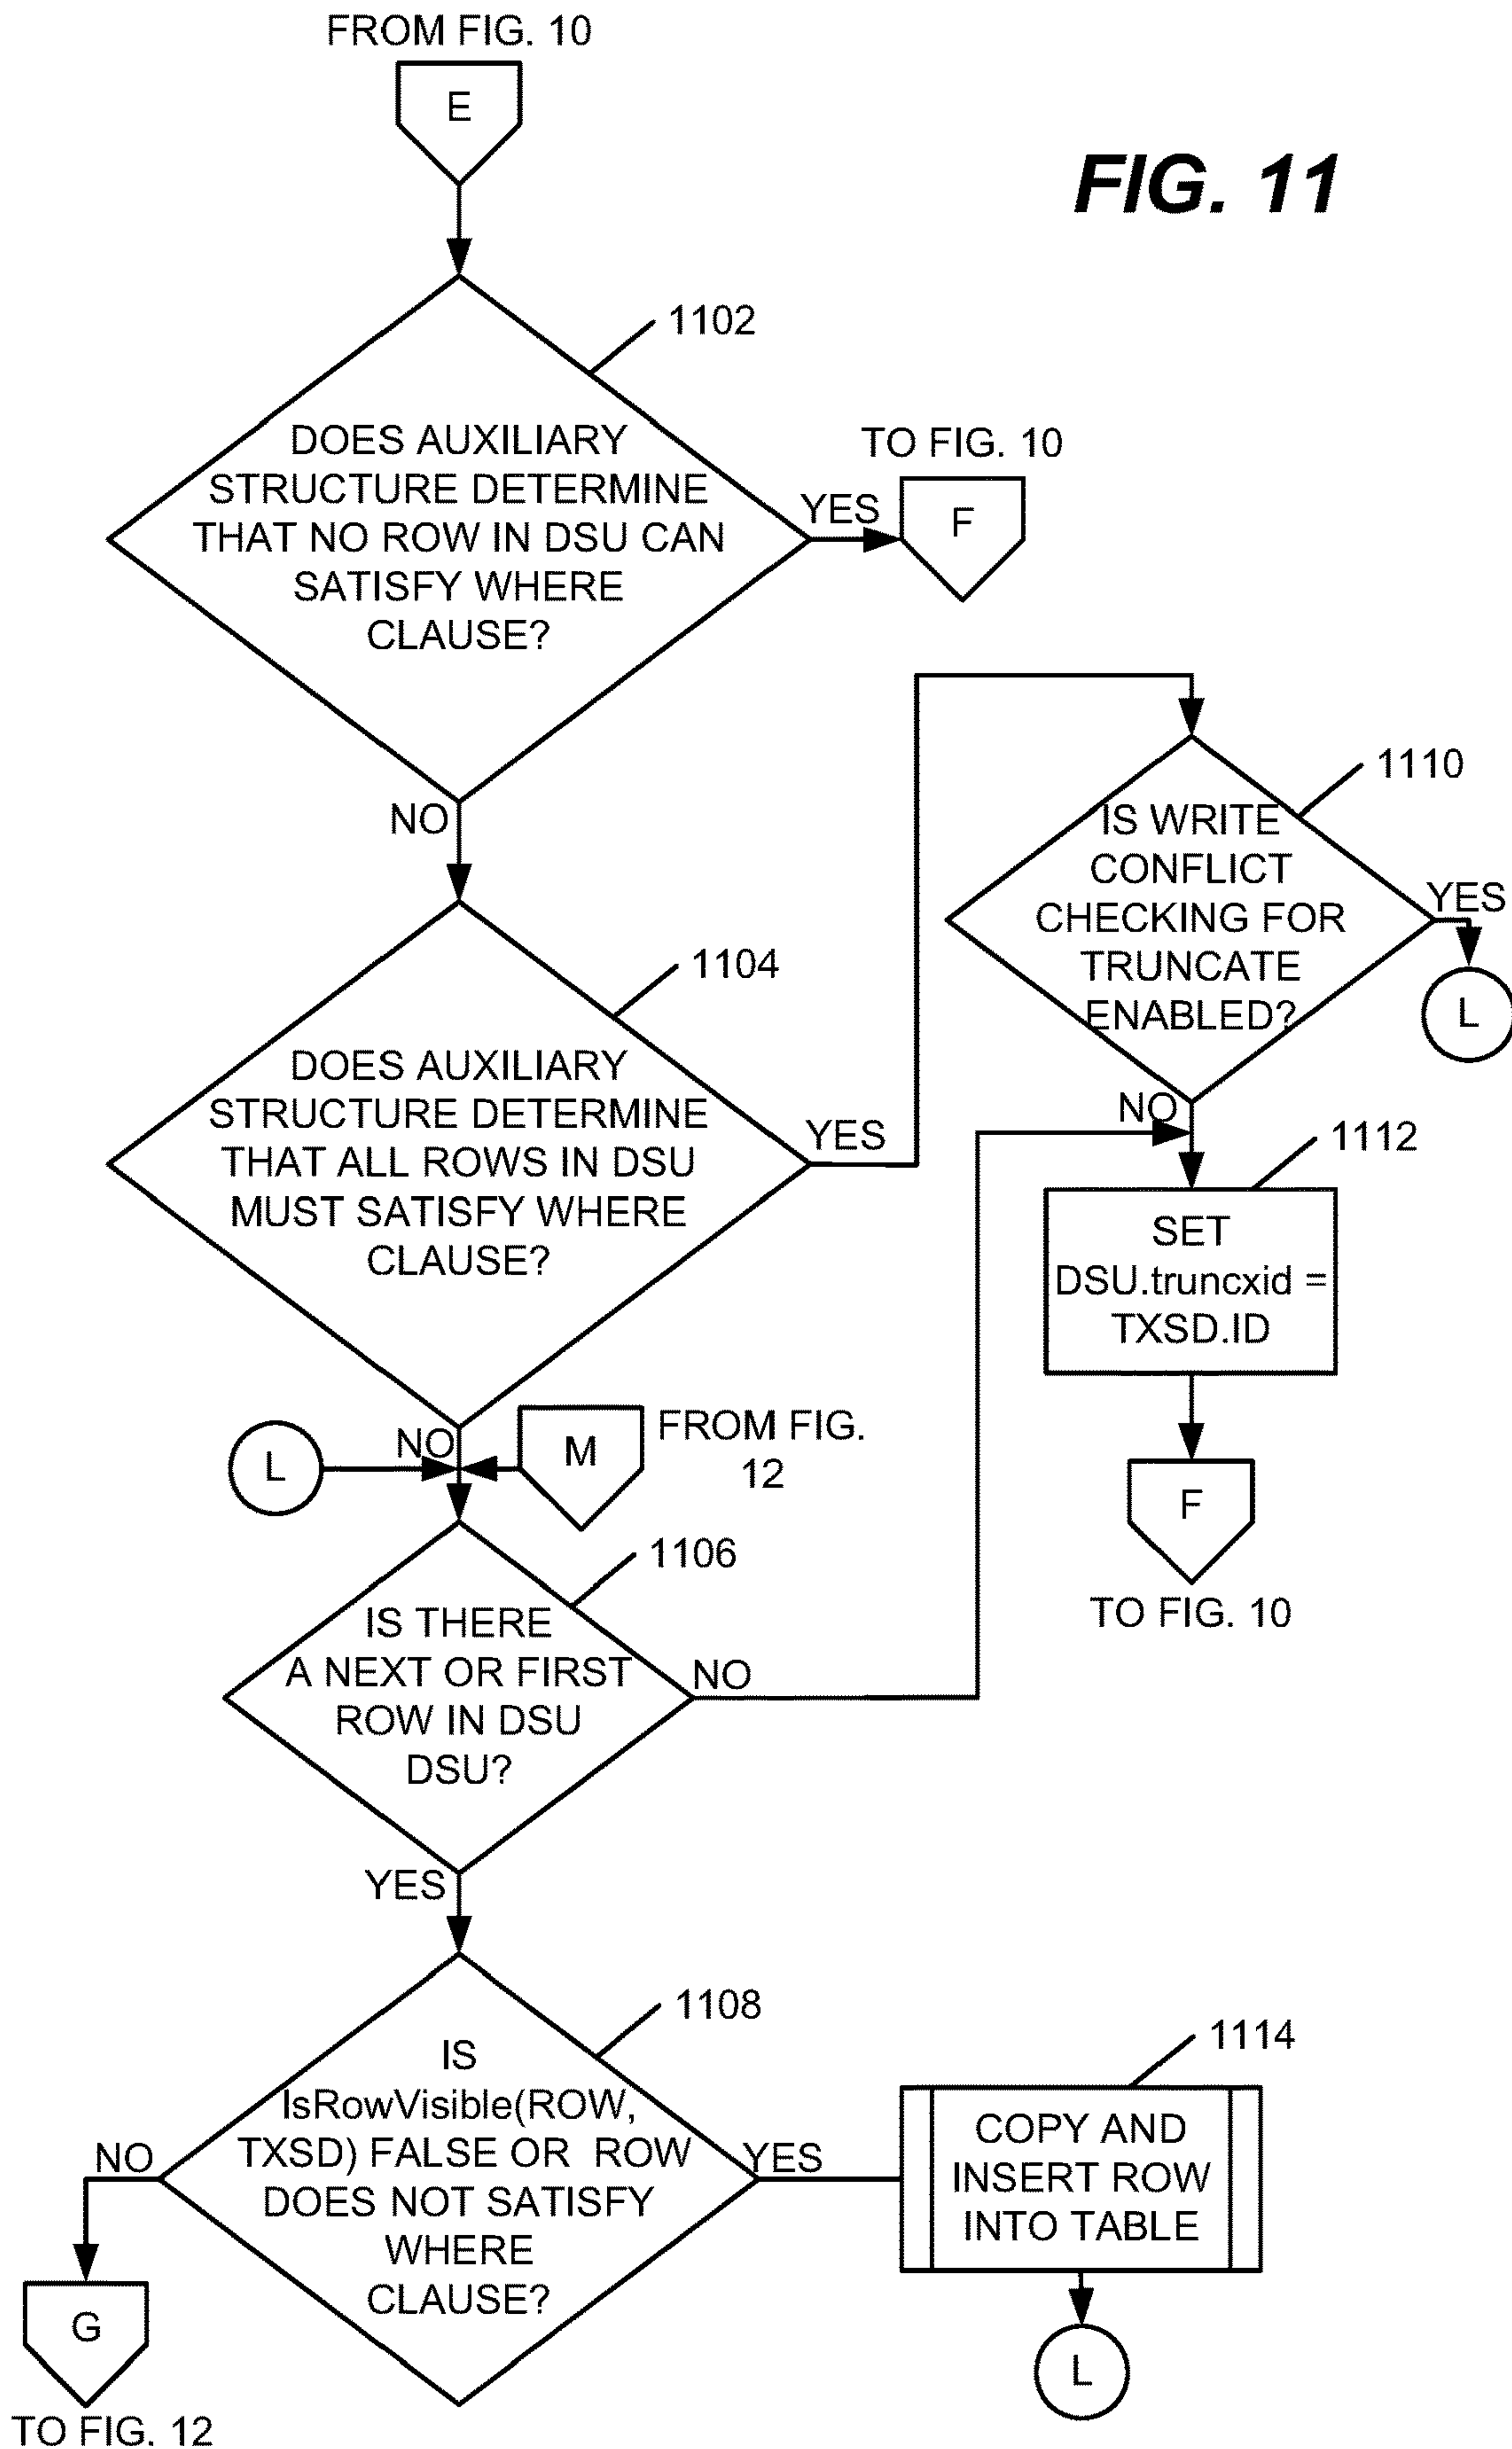 FROM FIG. 10
E
FIG. 11
1102
DOES AUXILIARY
STRUCTURE DETERMINE
THAT NO ROW IN DSU CAN
SATISFY WHERE
CLAUSE?
YES
TO FIG. 10
F
NO
1104
DOES AUXILIARY
STRUCTURE DETERMINE
THAT ALL ROWS IN DSU
MUST SATISFY WHERE
CLAUSE?
YES
1110
IS WRITE
CONFLICT
CHECKING FOR
TRUNCATE
ENABLED?
YES
L
NO
1112
SET
DSU.truncxid =
TXSD.ID
F
TO FIG. 10
L
NO
M
FROM FIG.
12
1106
IS THERE
A NEXT OR FIRST
ROW IN DSU
DSU?
NO
YES
1108
IS
IsRowVisible(ROW,
TXSD) FALSE OR ROW
DOES NOT SATISFY
WHERE
CLAUSE?
NO
G
TO FIG. 12
YES
1114
COPY AND
INSERT ROW
INTO TABLE
L